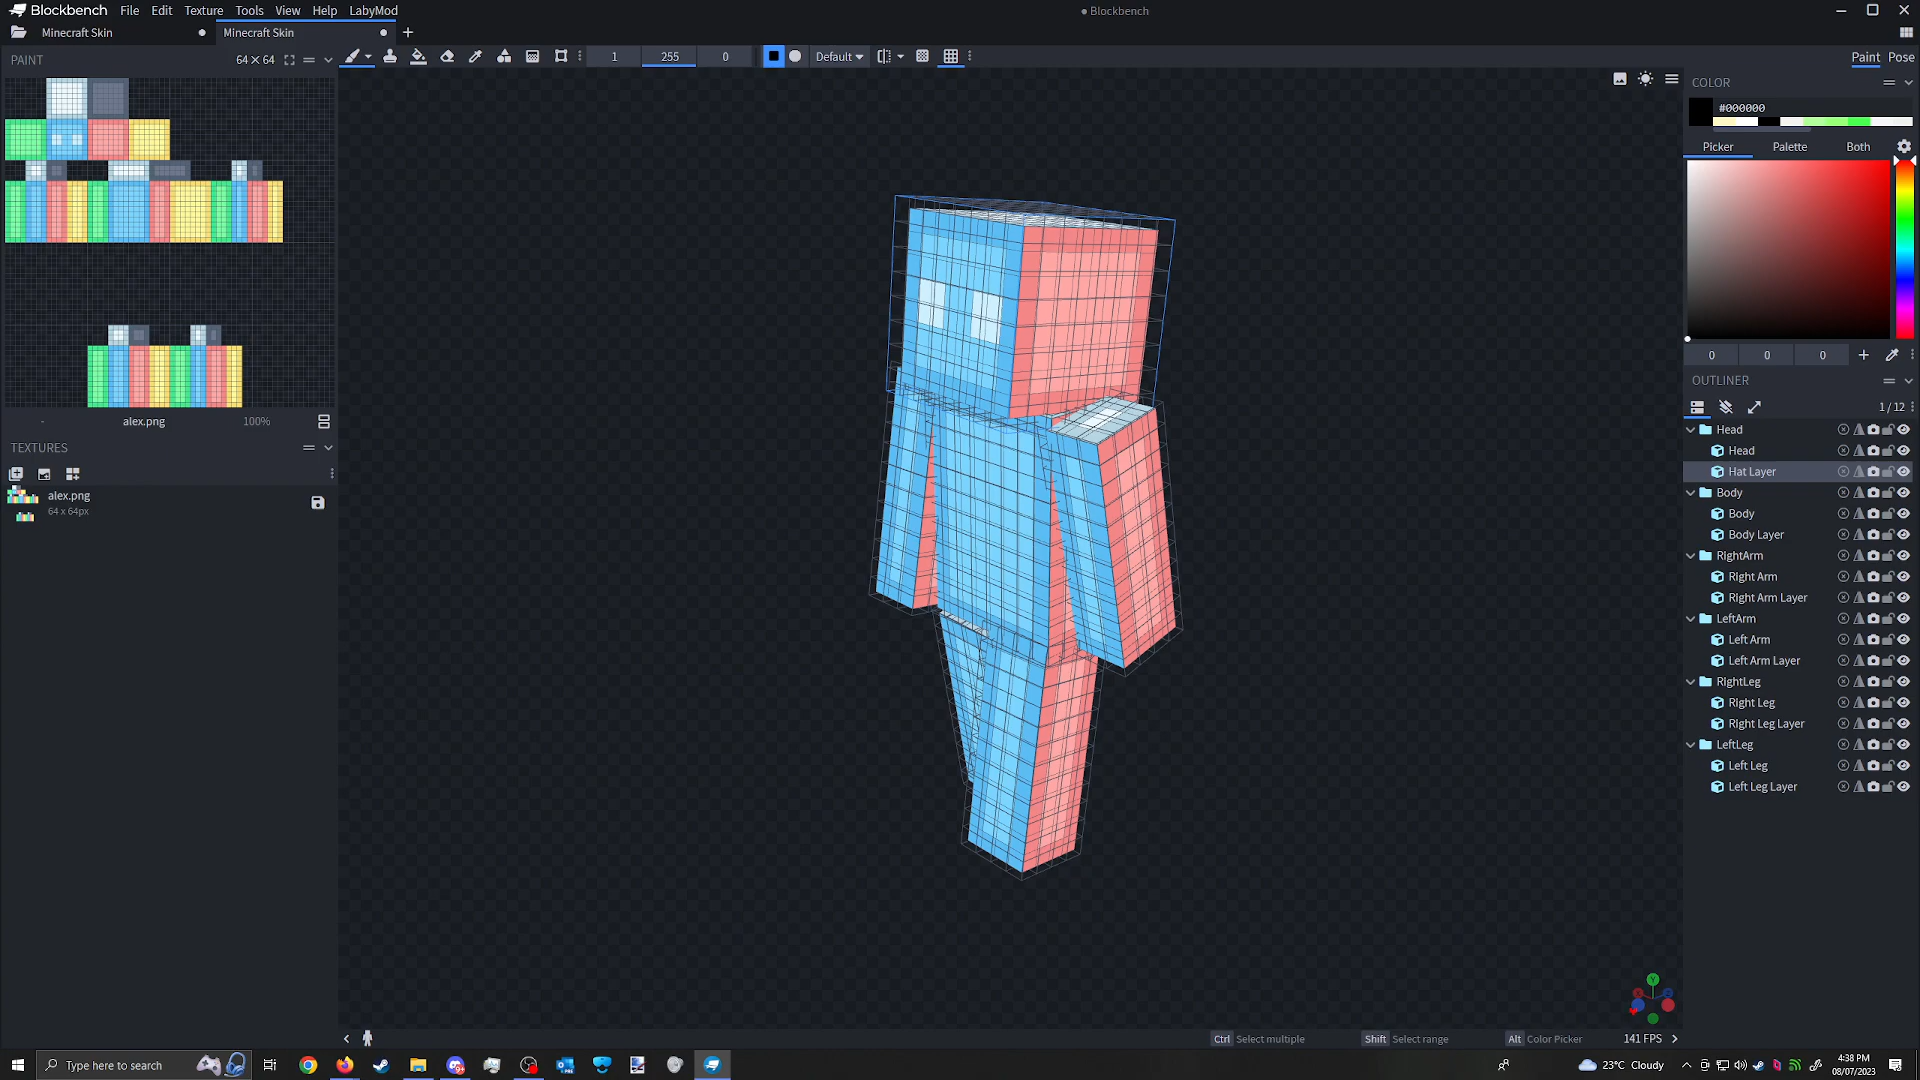 Blockbench File Edit Texture Tools View Help LabyMod
Blockbench
Minecraft Skin
Minecraft Skin
PAINT 64 × 64
1 255 0 Default
Paint Pose
alex.png 100%
TEXTURES
alex.png
64 x 64px
COLOR
#000000
Picker Palette Both
0 0 0
OUTLINER
1 / 12
Head
Head
Hat Layer
Body
Body
Body Layer
RightArm
Right Arm
Right Arm Layer
LeftArm
Left Arm
Left Arm Layer
RightLeg
Right Leg
Right Leg Layer
LeftLeg
Left Leg
Left Leg Layer
Ctrl Select multiple Shift Select range Alt Color Picker 141 FPS
Type here to search
23°C Cloudy
4:38 PM
08/07/2023